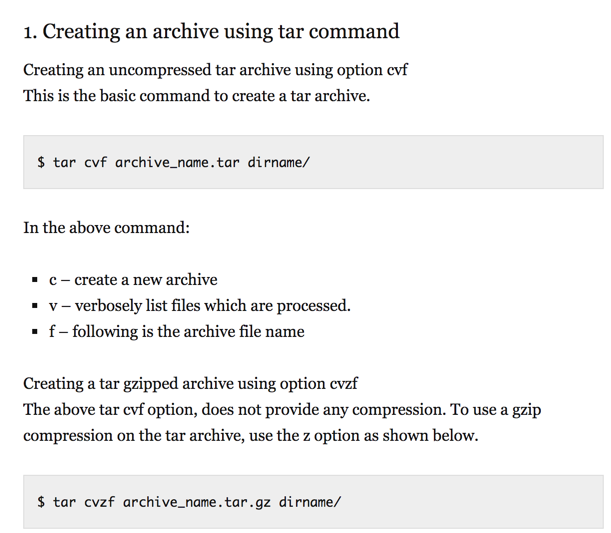 1. Creating an archive using tar command
Creating an uncompressed tar archive using option cvf
This is the basic command to create a tar archive.
$ tar cvf archive_name.tar dirname/
In the above command:
▪ c – create a new archive
▪ v – verbosely list files which are processed.
▪ f – following is the archive file name
Creating a tar gzipped archive using option cvzf
The above tar cvf option, does not provide any compression. To use a gzip
compression on the tar archive, use the z option as shown below.
$ tar cvzf archive_name.tar.gz dirname/